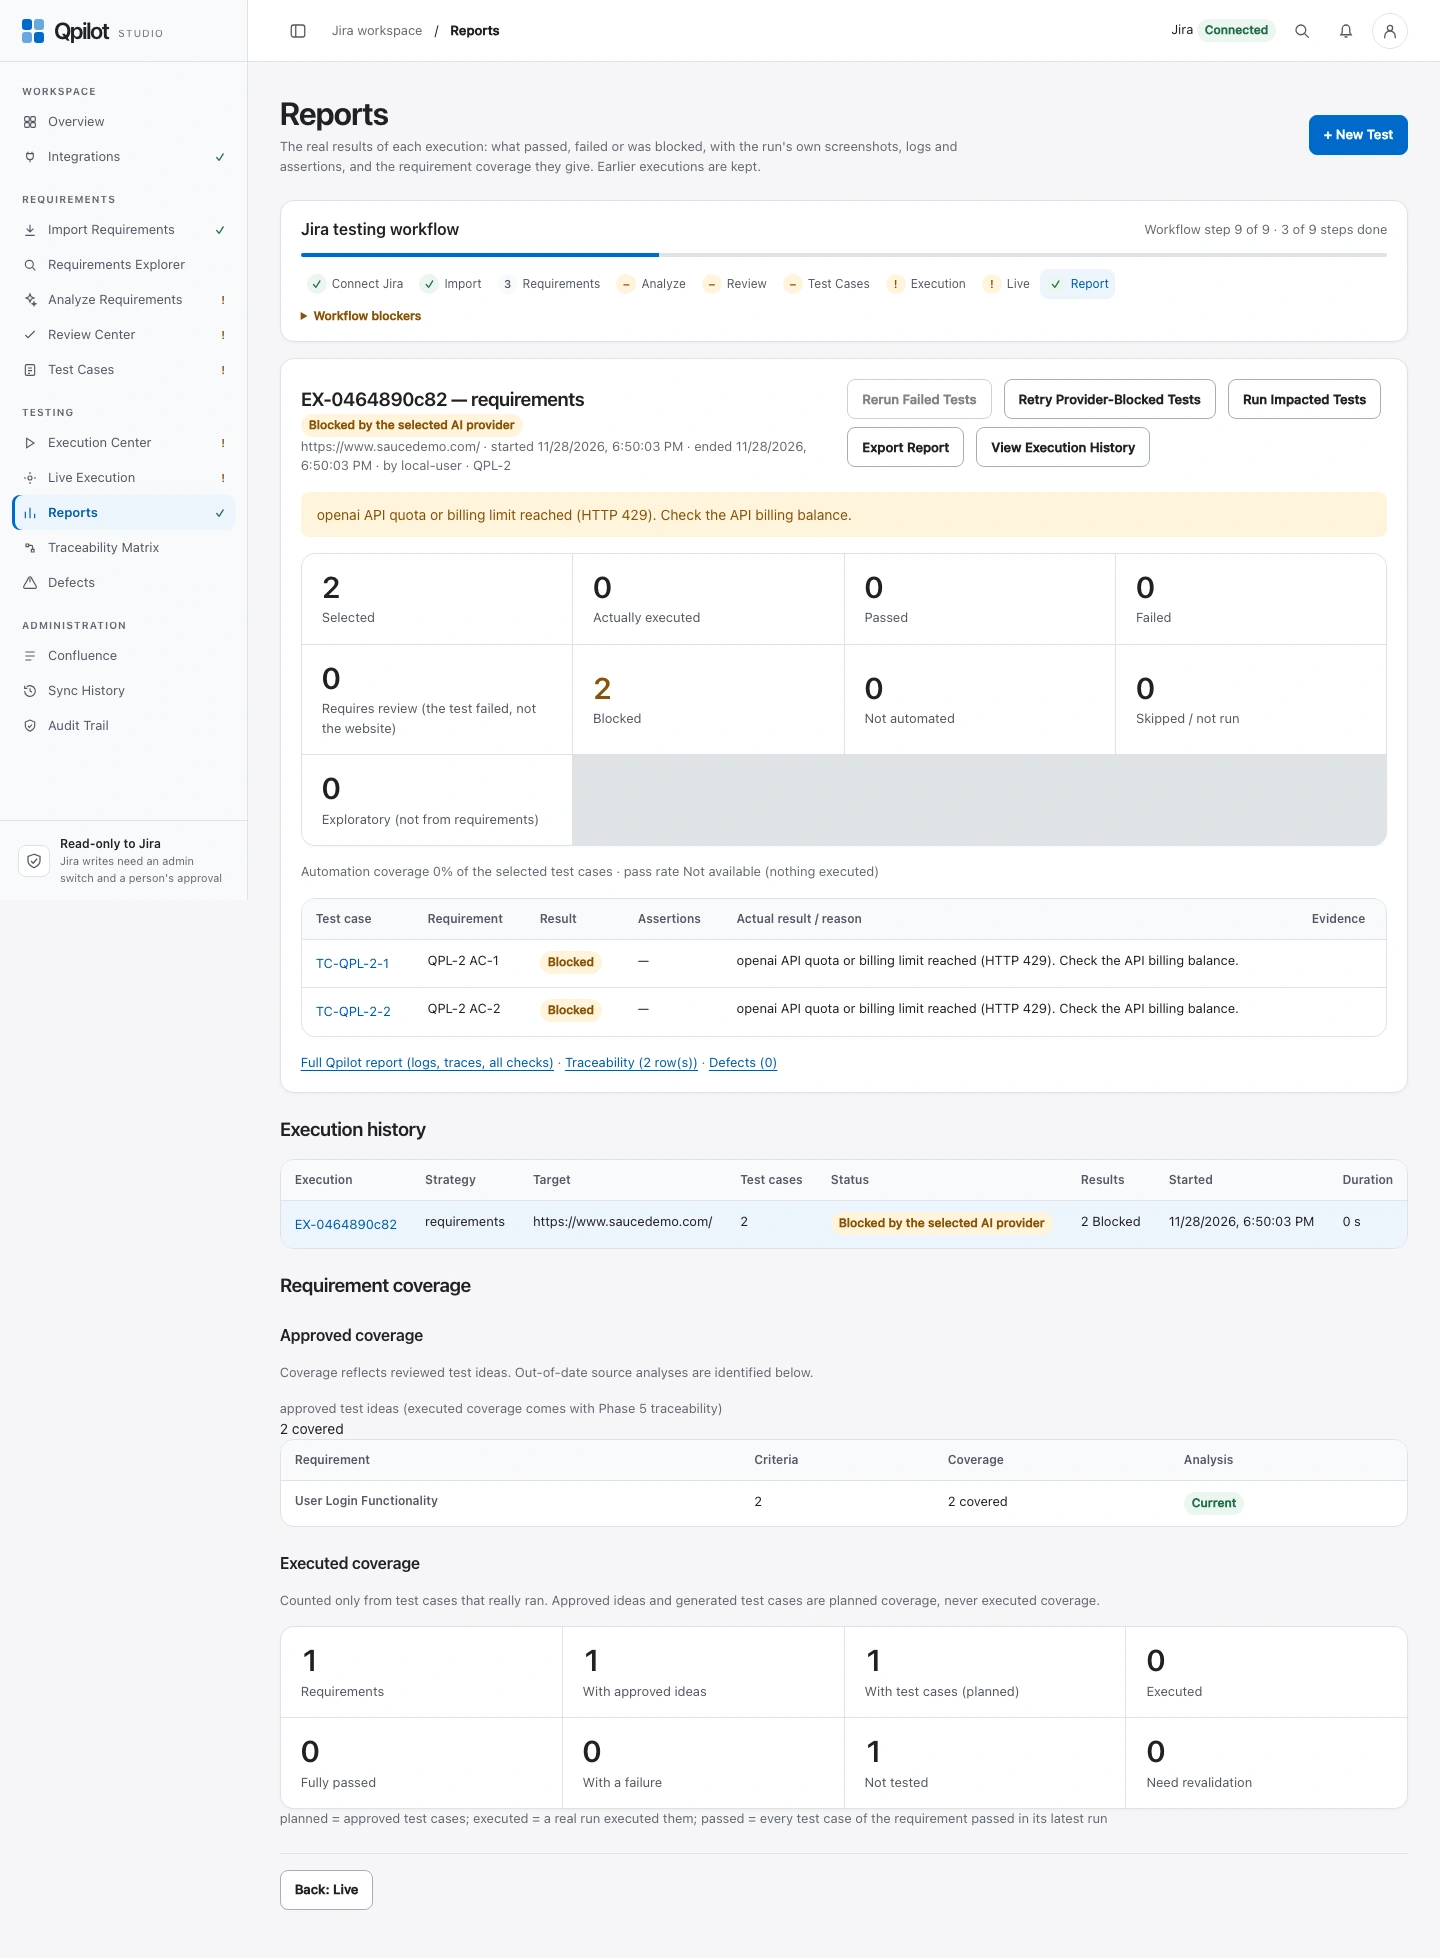 Qpilot STUDIO
Jira workspace / Reports
Jira Connected
WORKSPACE
Overview
Integrations
REQUIREMENTS
Import Requirements
Requirements Explorer
Analyze Requirements !
Review Center !
Test Cases !
TESTING
Execution Center !
Live Execution !
Reports
Traceability Matrix
Defects
ADMINISTRATION
Confluence
Sync History
Audit Trail
Read-only to Jira
Jira writes need an admin
switch and a person's approval
Reports
The real results of each execution: what passed, failed or was blocked, with the run's own screenshots, logs and
assertions, and the requirement coverage they give. Earlier executions are kept.
+ New Test
Jira testing workflow
Workflow step 9 of 9 · 3 of 9 steps done
Connect Jira Import 3 Requirements – Analyze – Review – Test Cases ! Execution ! Live Report
Workflow blockers
EX-0464890c82 — requirements
Blocked by the selected AI provider
https://www.saucedemo.com/ · started 11/28/2026, 6:50:03 PM · ended 11/28/2026,
6:50:03 PM · by local-user · QPL-2
Rerun Failed Tests Retry Provider-Blocked Tests Run Impacted Tests
Export Report View Execution History
openai API quota or billing limit reached (HTTP 429). Check the API billing balance.
2 0 0 0
Selected Actually executed Passed Failed
0 2 0 0
Requires review (the test failed, not
the website)
Blocked Not automated Skipped / not run
0
Exploratory (not from requirements)
Automation coverage 0% of the selected test cases · pass rate Not available (nothing executed)
Test case Requirement Result Assertions Actual result / reason Evidence
TC-QPL-2-1 QPL-2 AC-1 Blocked — openai API quota or billing limit reached (HTTP 429). Check the API billing balance.
TC-QPL-2-2 QPL-2 AC-2 Blocked — openai API quota or billing limit reached (HTTP 429). Check the API billing balance.
Full Qpilot report (logs, traces, all checks) · Traceability (2 row(s)) · Defects (0)
Execution history
Execution Strategy Target Test cases Status Results Started Duration
EX-0464890c82 requirements https://www.saucedemo.com/ 2 Blocked by the selected AI provider 2 Blocked 11/28/2026, 6:50:03 PM 0 s
Requirement coverage
Approved coverage
Coverage reflects reviewed test ideas. Out-of-date source analyses are identified below.
approved test ideas (executed coverage comes with Phase 5 traceability)
2 covered
Requirement Criteria Coverage Analysis
User Login Functionality 2 2 covered Current
Executed coverage
Counted only from test cases that really ran. Approved ideas and generated test cases are planned coverage, never executed coverage.
1 1 1 0
Requirements With approved ideas With test cases (planned) Executed
0 0 1 0
Fully passed With a failure Not tested Need revalidation
planned = approved test cases; executed = a real run executed them; passed = every test case of the requirement passed in its latest run
Back: Live